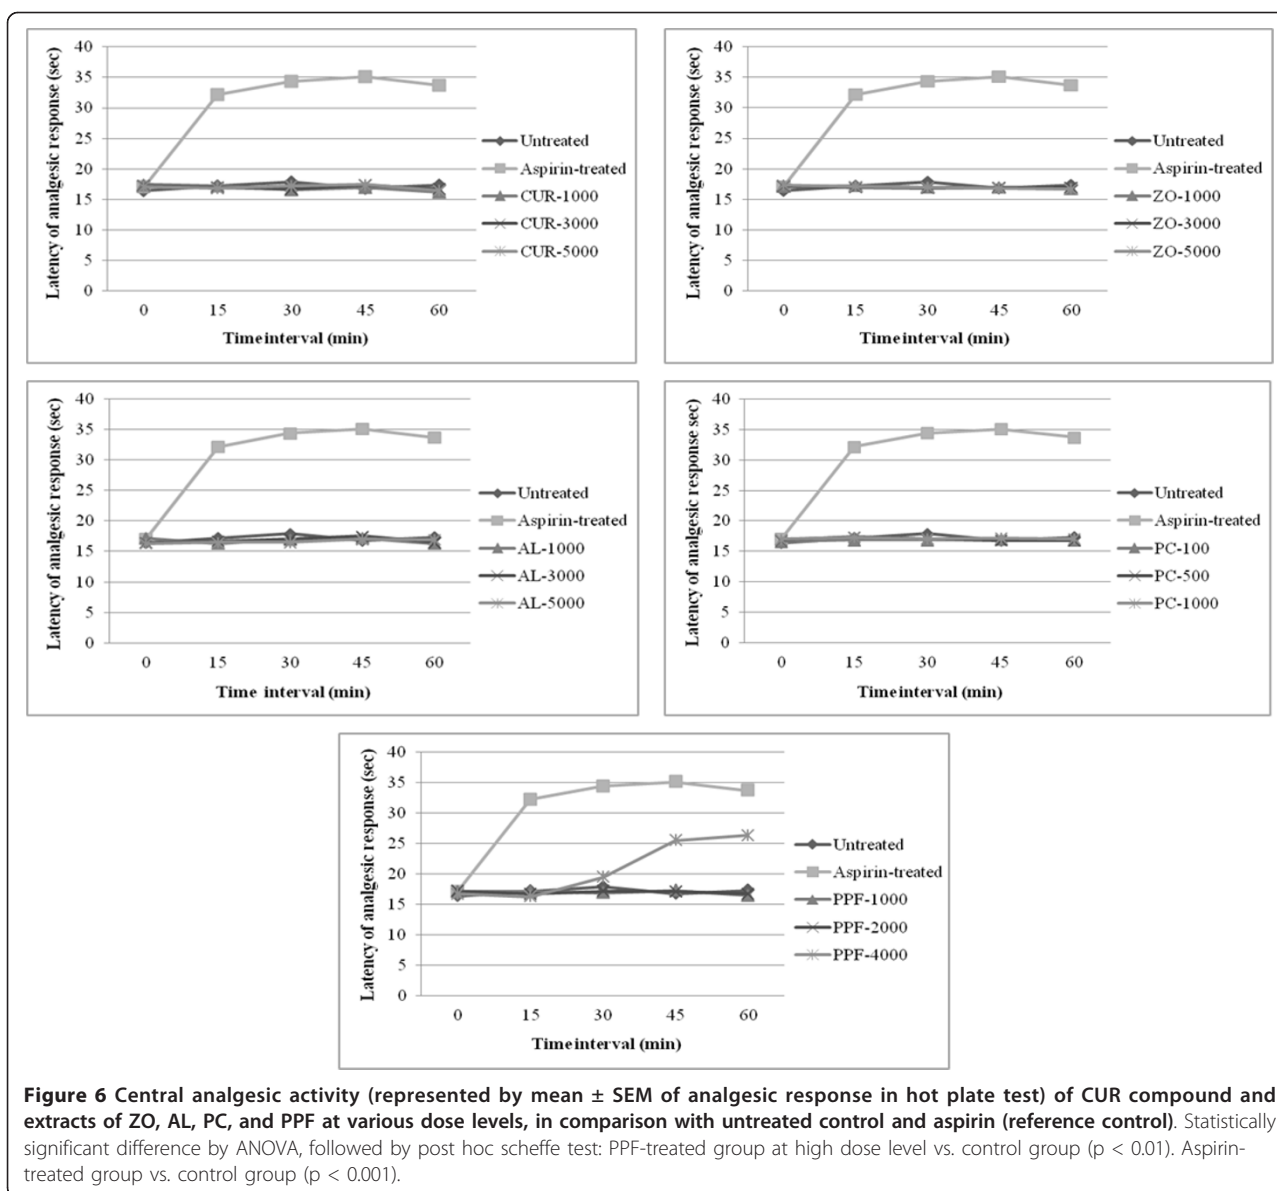 Latency of analgesic response (sec)
40
35
30
25
20
15
10
5
0
0 15 30 45 60
Time interval (min)
Untreated
Aspirin-treated
CUR-1000
CUR-3000
CUR-5000
Latency of analgesic response (sec)
40
35
30
25
20
15
10
5
0
0 15 30 45 60
Time interval (min)
Untreated
Aspirin-treated
ZO-1000
ZO-3000
ZO-5000
Latency of analgesic response (sec)
40
35
30
25
20
15
10
5
0
0 15 30 45 60
Time interval (min)
Untreated
Aspirin-treated
AL-1000
AL-3000
AL-5000
Latency of analgesic response sec)
40
35
30
25
20
15
10
5
0
0 15 30 45 60
Time interval (min)
Untreated
Aspirin-treated
PC-100
PC-500
PC-1000
Latency of analgesic response (sec)
40
35
30
25
20
15
10
5
0
0 15 30 45 60
Time interval (min)
Untreated
Aspirin-treated
PPF-1000
PPF-2000
PPF-4000
Figure 6 Central analgesic activity (represented by mean ± SEM of analgesic response in hot plate test) of CUR compound and
extracts of ZO, AL, PC, and PPF at various dose levels, in comparison with untreated control and aspirin (reference control). Statistically
significant difference by ANOVA, followed by post hoc scheffe test: PPF-treated group at high dose level vs. control group (p < 0.01). Aspirin-
treated group vs. control group (p < 0.001).